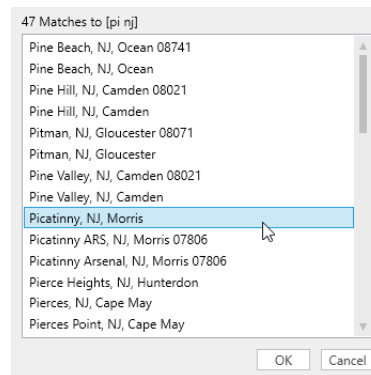 47 Matches to [pi nj]
Pine Beach, NJ, Ocean 08741
Pine Beach, NJ, Ocean
Pine Hill, NJ, Camden 08021
Pine Hill, NJ, Camden
Pitman, NJ, Gloucester 08071
Pitman, NJ, Gloucester
Pine Valley, NJ, Camden 08021
Pine Valley, NJ, Camden
Picatinny, NJ, Morris
Picatinny ARS, NJ, Morris 07806
Picatinny Arsenal, NJ, Morris 07806
Pierce Heights, NJ, Hunterdon
Pierces, NJ, Cape May
Pierces Point, NJ, Cape May
OK
Cancel